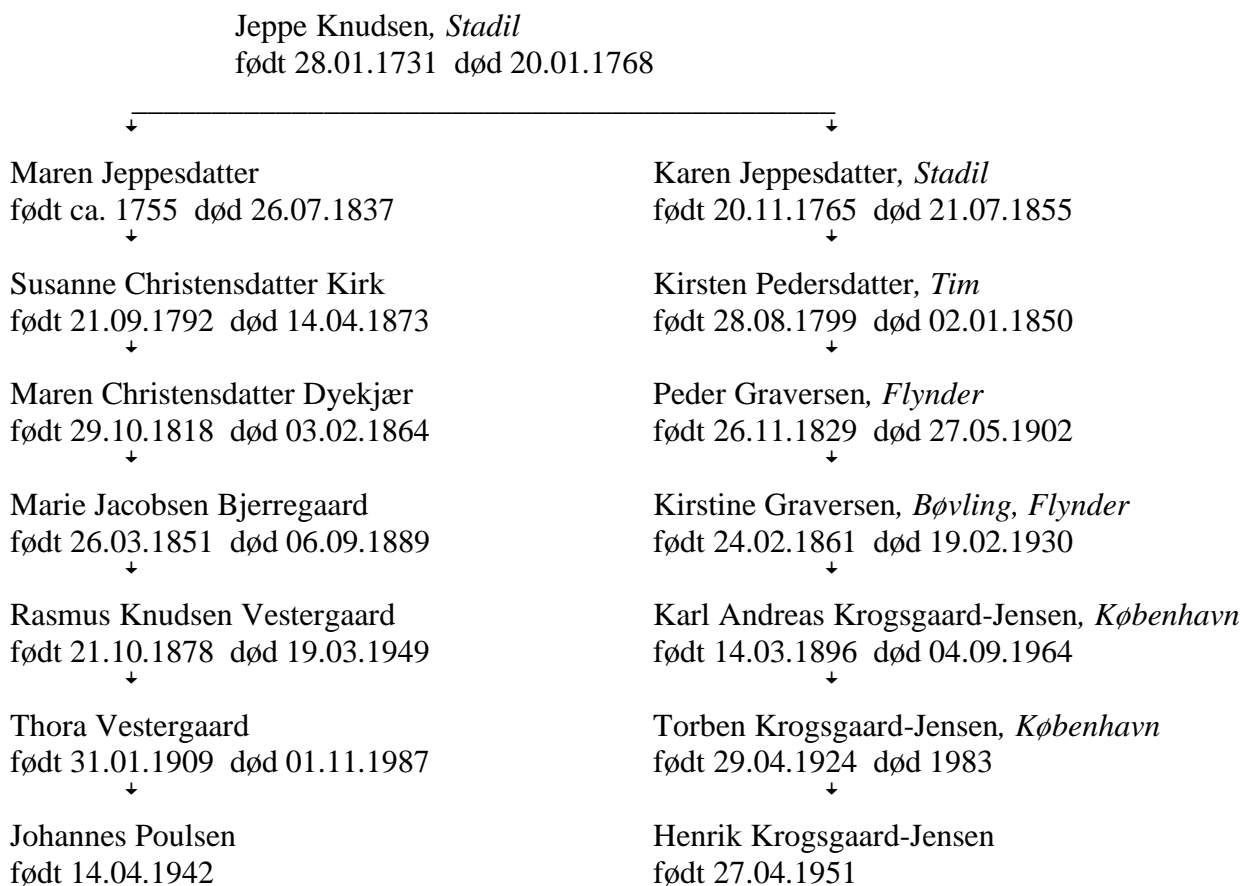 Jeppe Knudsen, Stadil
født 28.01.1731 død 20.01.1768
Maren Jeppesdatter
født ca. 1755 død 26.07.1837
Karen Jeppesdatter, Stadil
født 20.11.1765 død 21.07.1855
Susanne Christensdatter Kirk
født 21.09.1792 død 14.04.1873
Kirsten Pedersdatter, Tim
født 28.08.1799 død 02.01.1850
Maren Christensdatter Dyekjær
født 29.10.1818 død 03.02.1864
Peder Graversen, Flynder
født 26.11.1829 død 27.05.1902
Marie Jacobsen Bjerregaard
født 26.03.1851 død 06.09.1889
Kirstine Graversen, Bøvling, Flynder
født 24.02.1861 død 19.02.1930
Rasmus Knudsen Vestergaard
født 21.10.1878 død 19.03.1949
Karl Andreas Krogsgaard-Jensen, København
født 14.03.1896 død 04.09.1964
Thora Vestergaard
født 31.01.1909 død 01.11.1987
Torben Krogsgaard-Jensen, København
født 29.04.1924 død 1983
Johannes Poulsen
født 14.04.1942
Henrik Krogsgaard-Jensen
født 27.04.1951